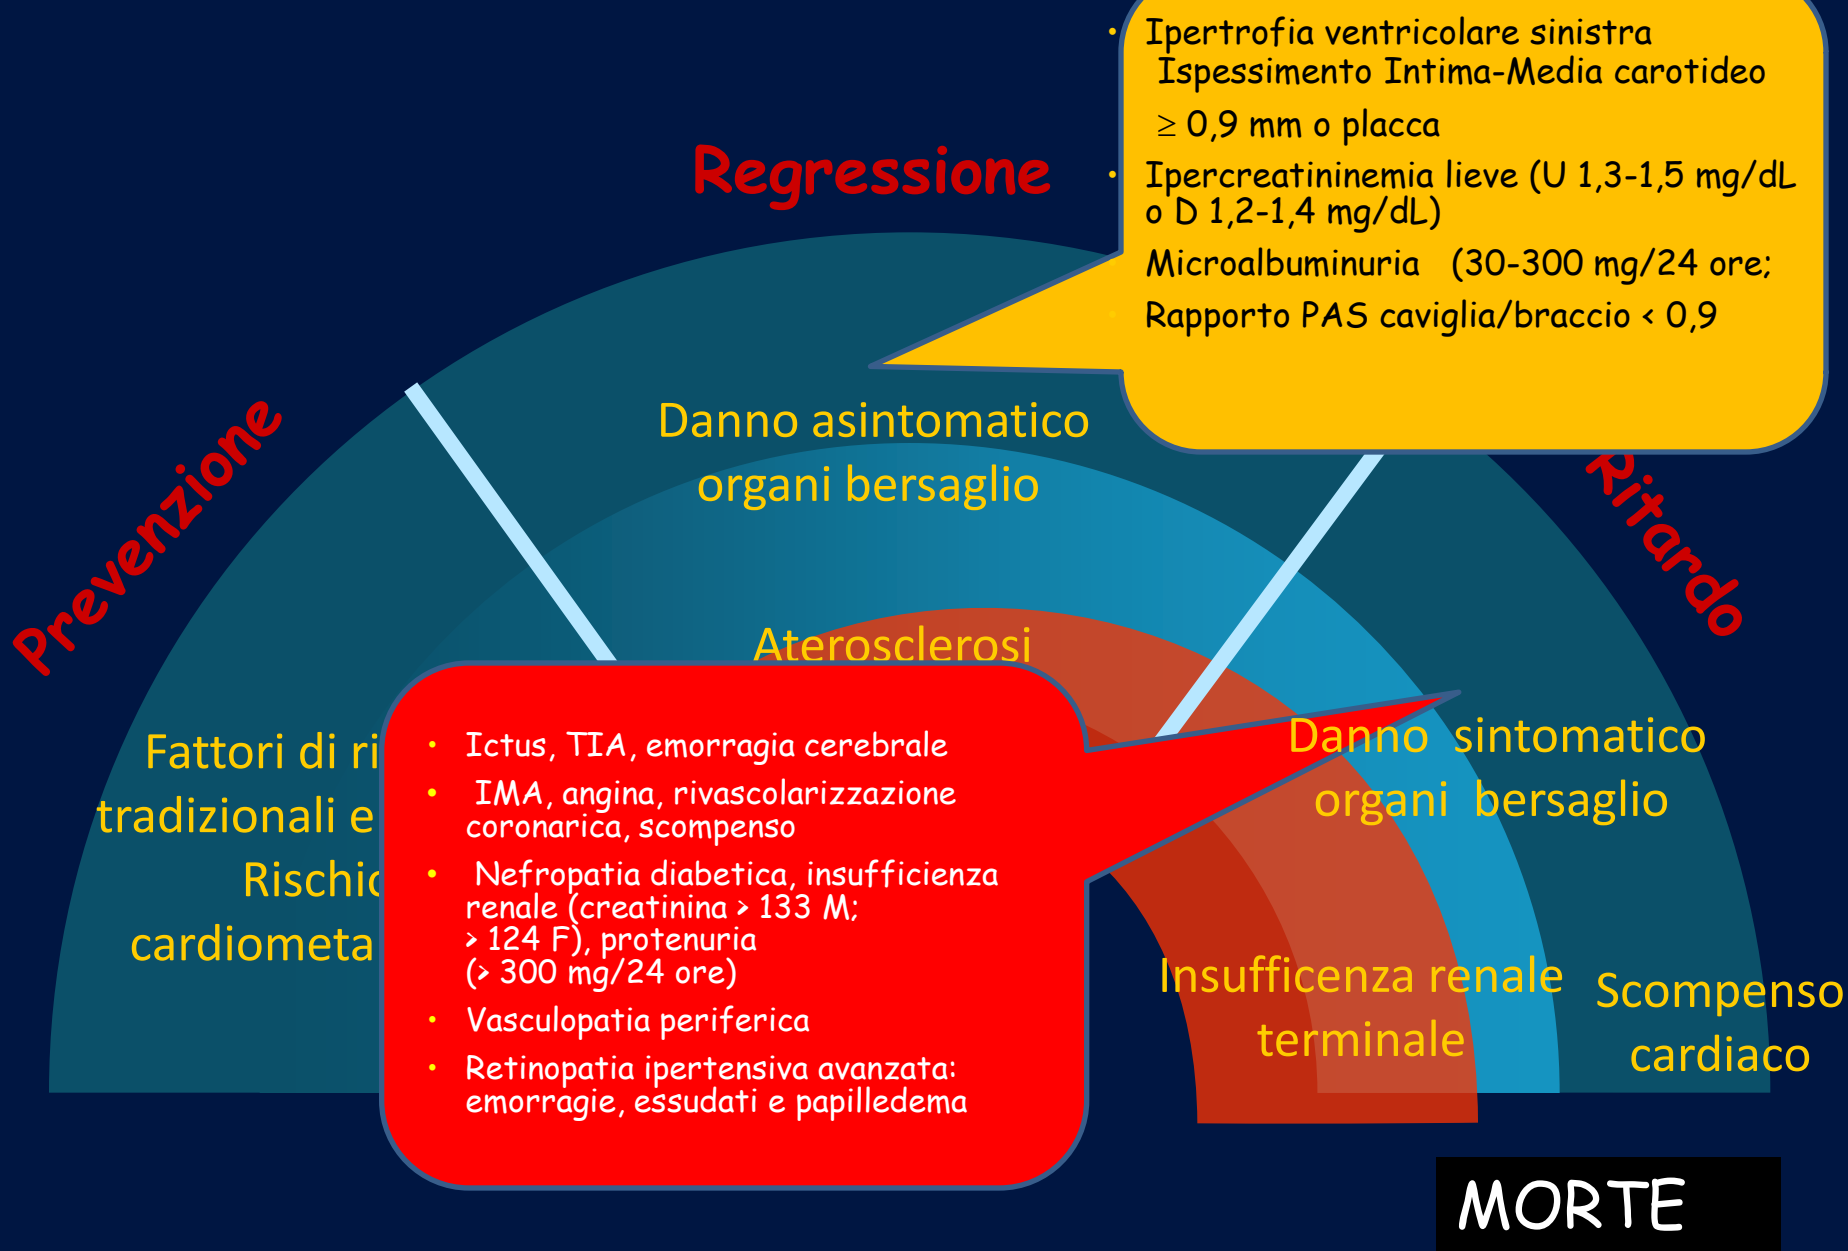 • Ipertrofia ventricolare sinistra
Ispessimento Intima-Media carotideo
≥ 0,9 mm o placca
• Ipercreatininemia lieve (U 1,3-1,5 mg/dL
o D 1,2-1,4 mg/dL)
Microalbuminuria (30-300 mg/24 ore;
• Rapporto PAS caviglia/braccio < 0,9
Regressione
Prevenzione
Ritardo
Danno asintomatico
organi bersaglio
Aterosclerosi
Fattori di ri
tradizionali e
Rischio
cardiometa
• Ictus, TIA, emorragia cerebrale
• IMA, angina, rivascolarizzazione
coronarica, scompenso
• Nefropatia diabetica, insufficienza
renale (creatinina > 133 M;
> 124 F), protenuria
(> 300 mg/24 ore)
• Vasculopatia periferica
• Retinopatia ipertensiva avanzata:
emorragie, essudati e papilledema
Danno sintomatico
organi bersaglio
Insufficenza renale
terminale
Scompenso
cardiaco
MORTE